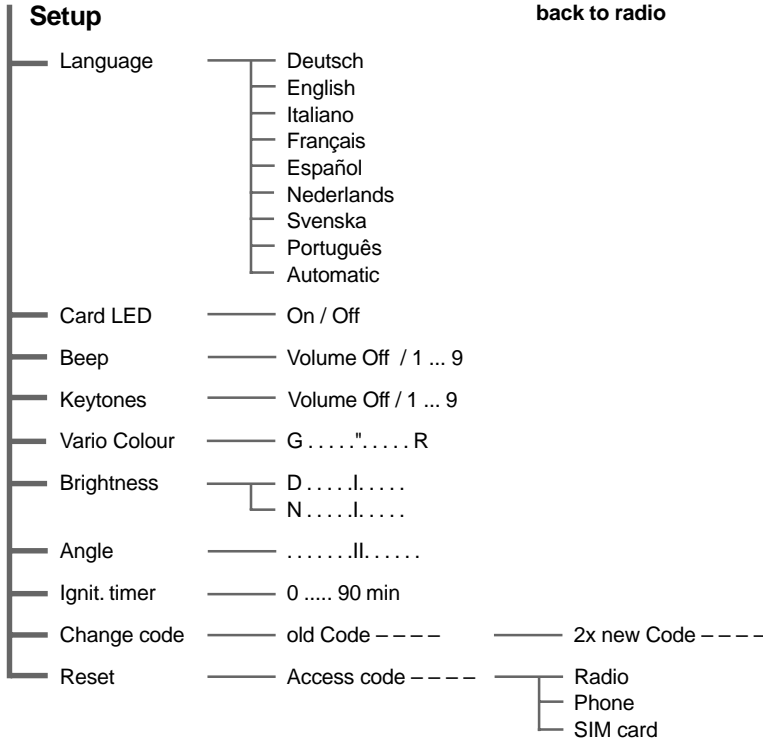 Setup back to radio
Language Deutsch
English
Italiano
Français
Español
Nederlands
Svenska
Português
Automatic
Card LED On / Off
Beep Volume Off / 1 ... 9
Keytones Volume Off / 1 ... 9
Vario Colour G . . . . .". . . . . R
Brightness D . . . . .I. . . . .
N . . . . .I. . . . .
Angle . . . . . . .II. . . . . .
Ignit. timer 0 ..... 90 min
Change code old Code – – – – 2x new Code – – – –
Reset Access code – – – – Radio
Phone
SIM card